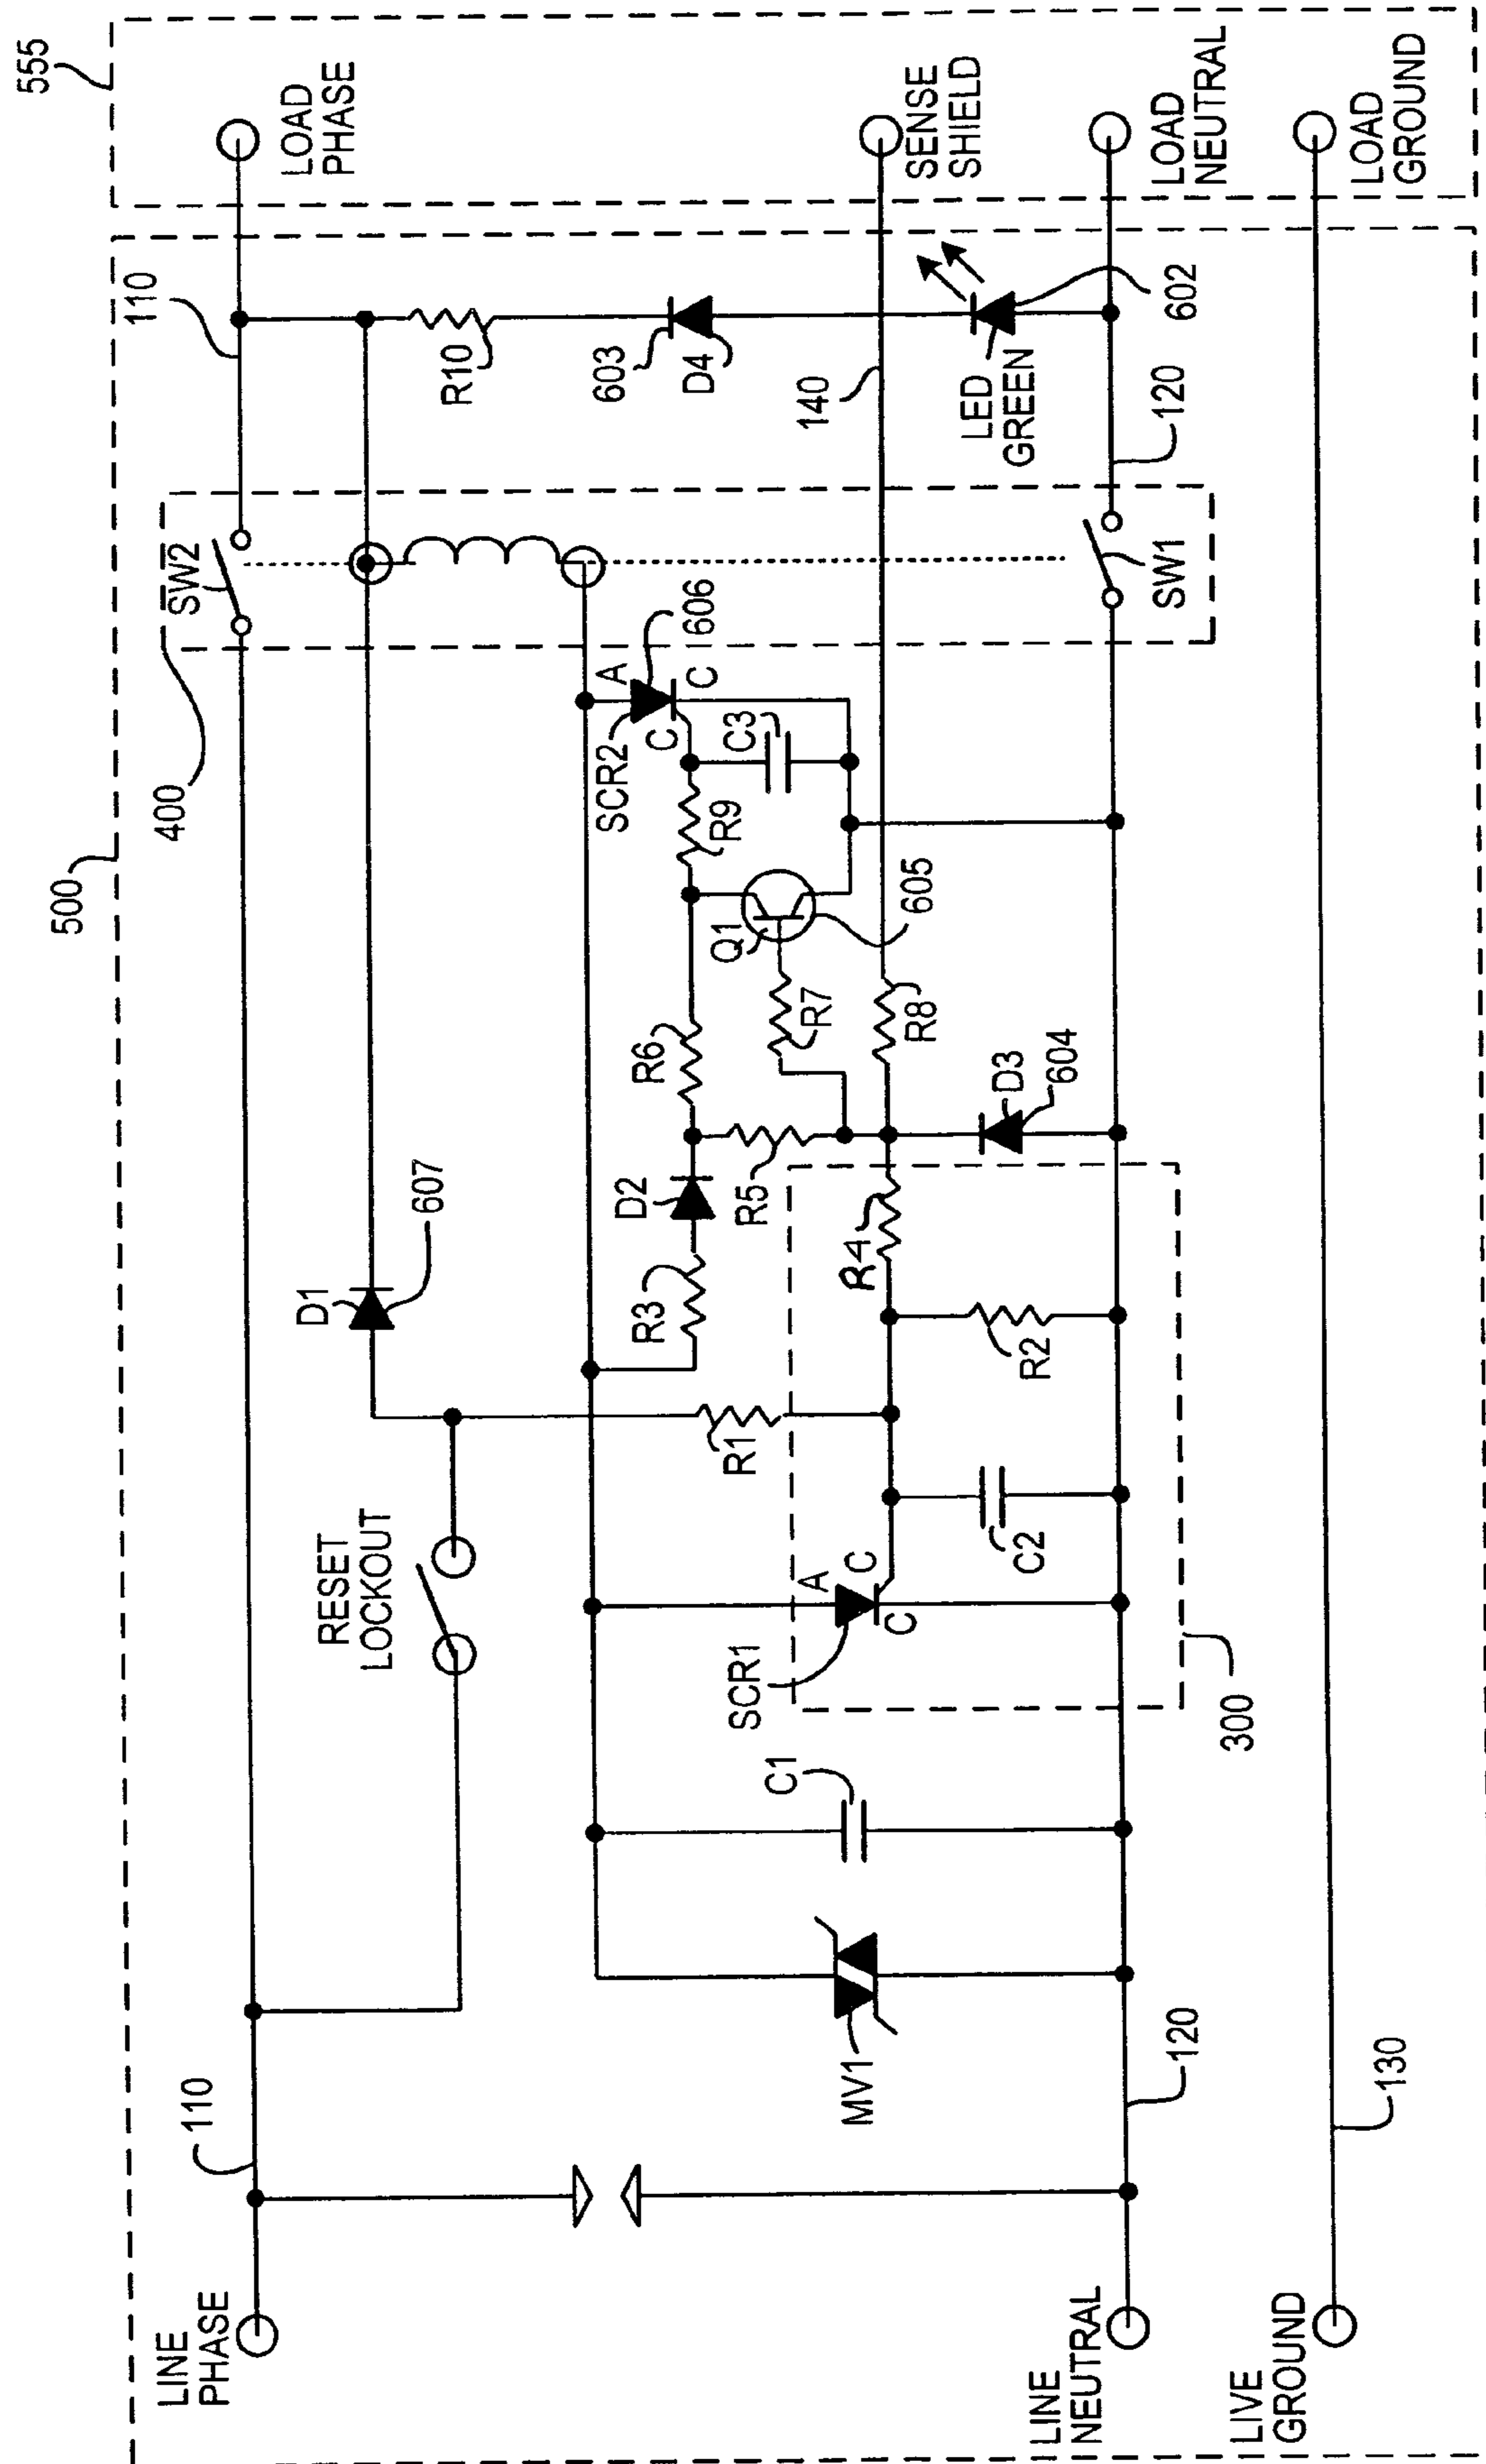 555
500
400
110
LOAD
PHASE
SW2
R10
603
D4
140
SENSE
SHIELD
LED
GREEN
602
120
LOAD
NEUTRAL
LOAD
GROUND
SW1
606
A
C
C
SCR2
C3
R9
Q1
605
R6
R7
R8
D1
607
D2
R5
D3
604
R3
R4
R2
R1
RESET
LOCKOUT
A
C
C
SCR1
C2
300
C1
MV1
110
120
130
LINE
PHASE
LINE
NEUTRAL
LIVE
GROUND